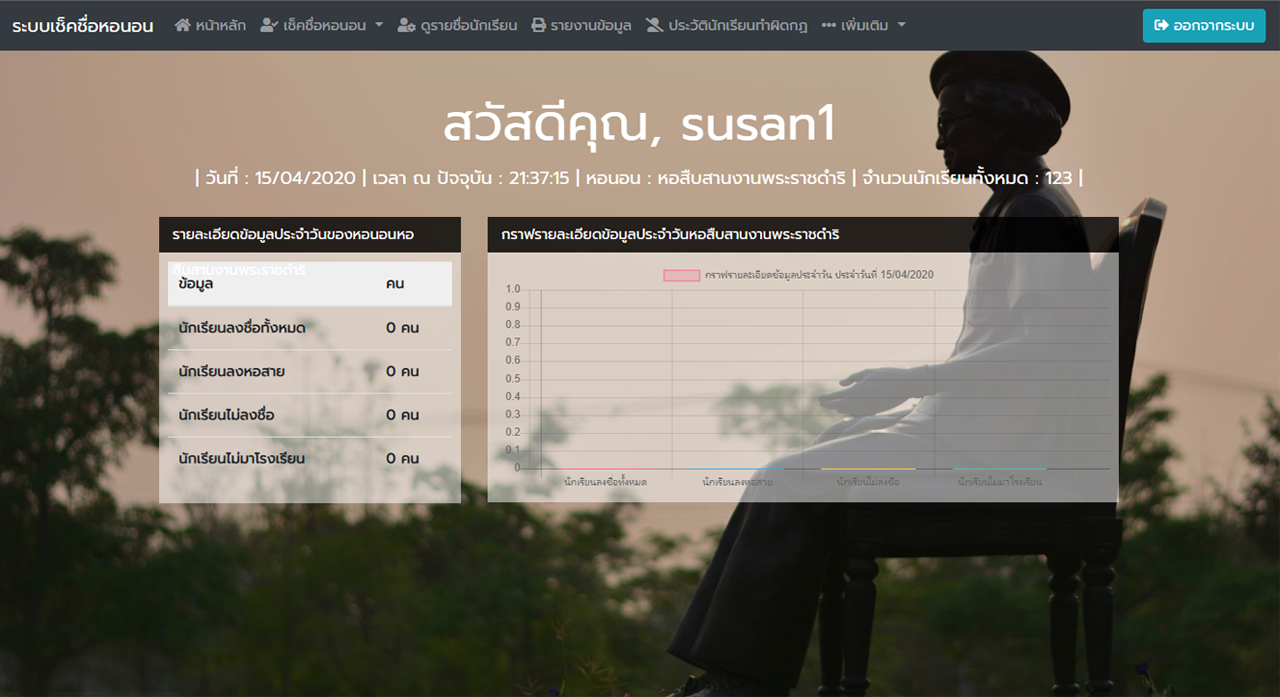 ระบบเช็คชื่อหอนอน หน้าหลัก เช็คชื่อหอนอน ดูรายชื่อนักเรียน รายงานข้อมูล ประวัตินักเรียนทำผิดกฎ เพิ่มเติม ออกจากระบบ
สวัสดีคุณ, susan1
| วันที่ : 15/04/2020 | เวลา ณ ปัจจุบัน : 21:37:15 | หอนอน : หอสืบสานงานพระราชดำริ | จำนวนนักเรียนทั้งหมด : 123 |
รายละเอียดข้อมูลประจำวันของหอนอนหอ
สืบสานงานพระราชดำริ
ข้อมูล คน
นักเรียนลงชื่อทั้งหมด 0 คน
นักเรียนลงหอสาย 0 คน
นักเรียนไม่ลงชื่อ 0 คน
นักเรียนไม่มาโรงเรียน 0 คน
กราฟรายละเอียดข้อมูลประจำวันหอสืบสานงานพระราชดำริ
กราฟรายละเอียดข้อมูลประจำวัน ประจำวันที่ 15/04/2020
1.0
0.9
0.8
0.7
0.6
0.5
0.4
0.3
0.2
0.1
0
นักเรียนลงชื่อทั้งหมด นักเรียนลงหอสาย นักเรียนไม่ลงชื่อ นักเรียนไม่มาโรงเรียน